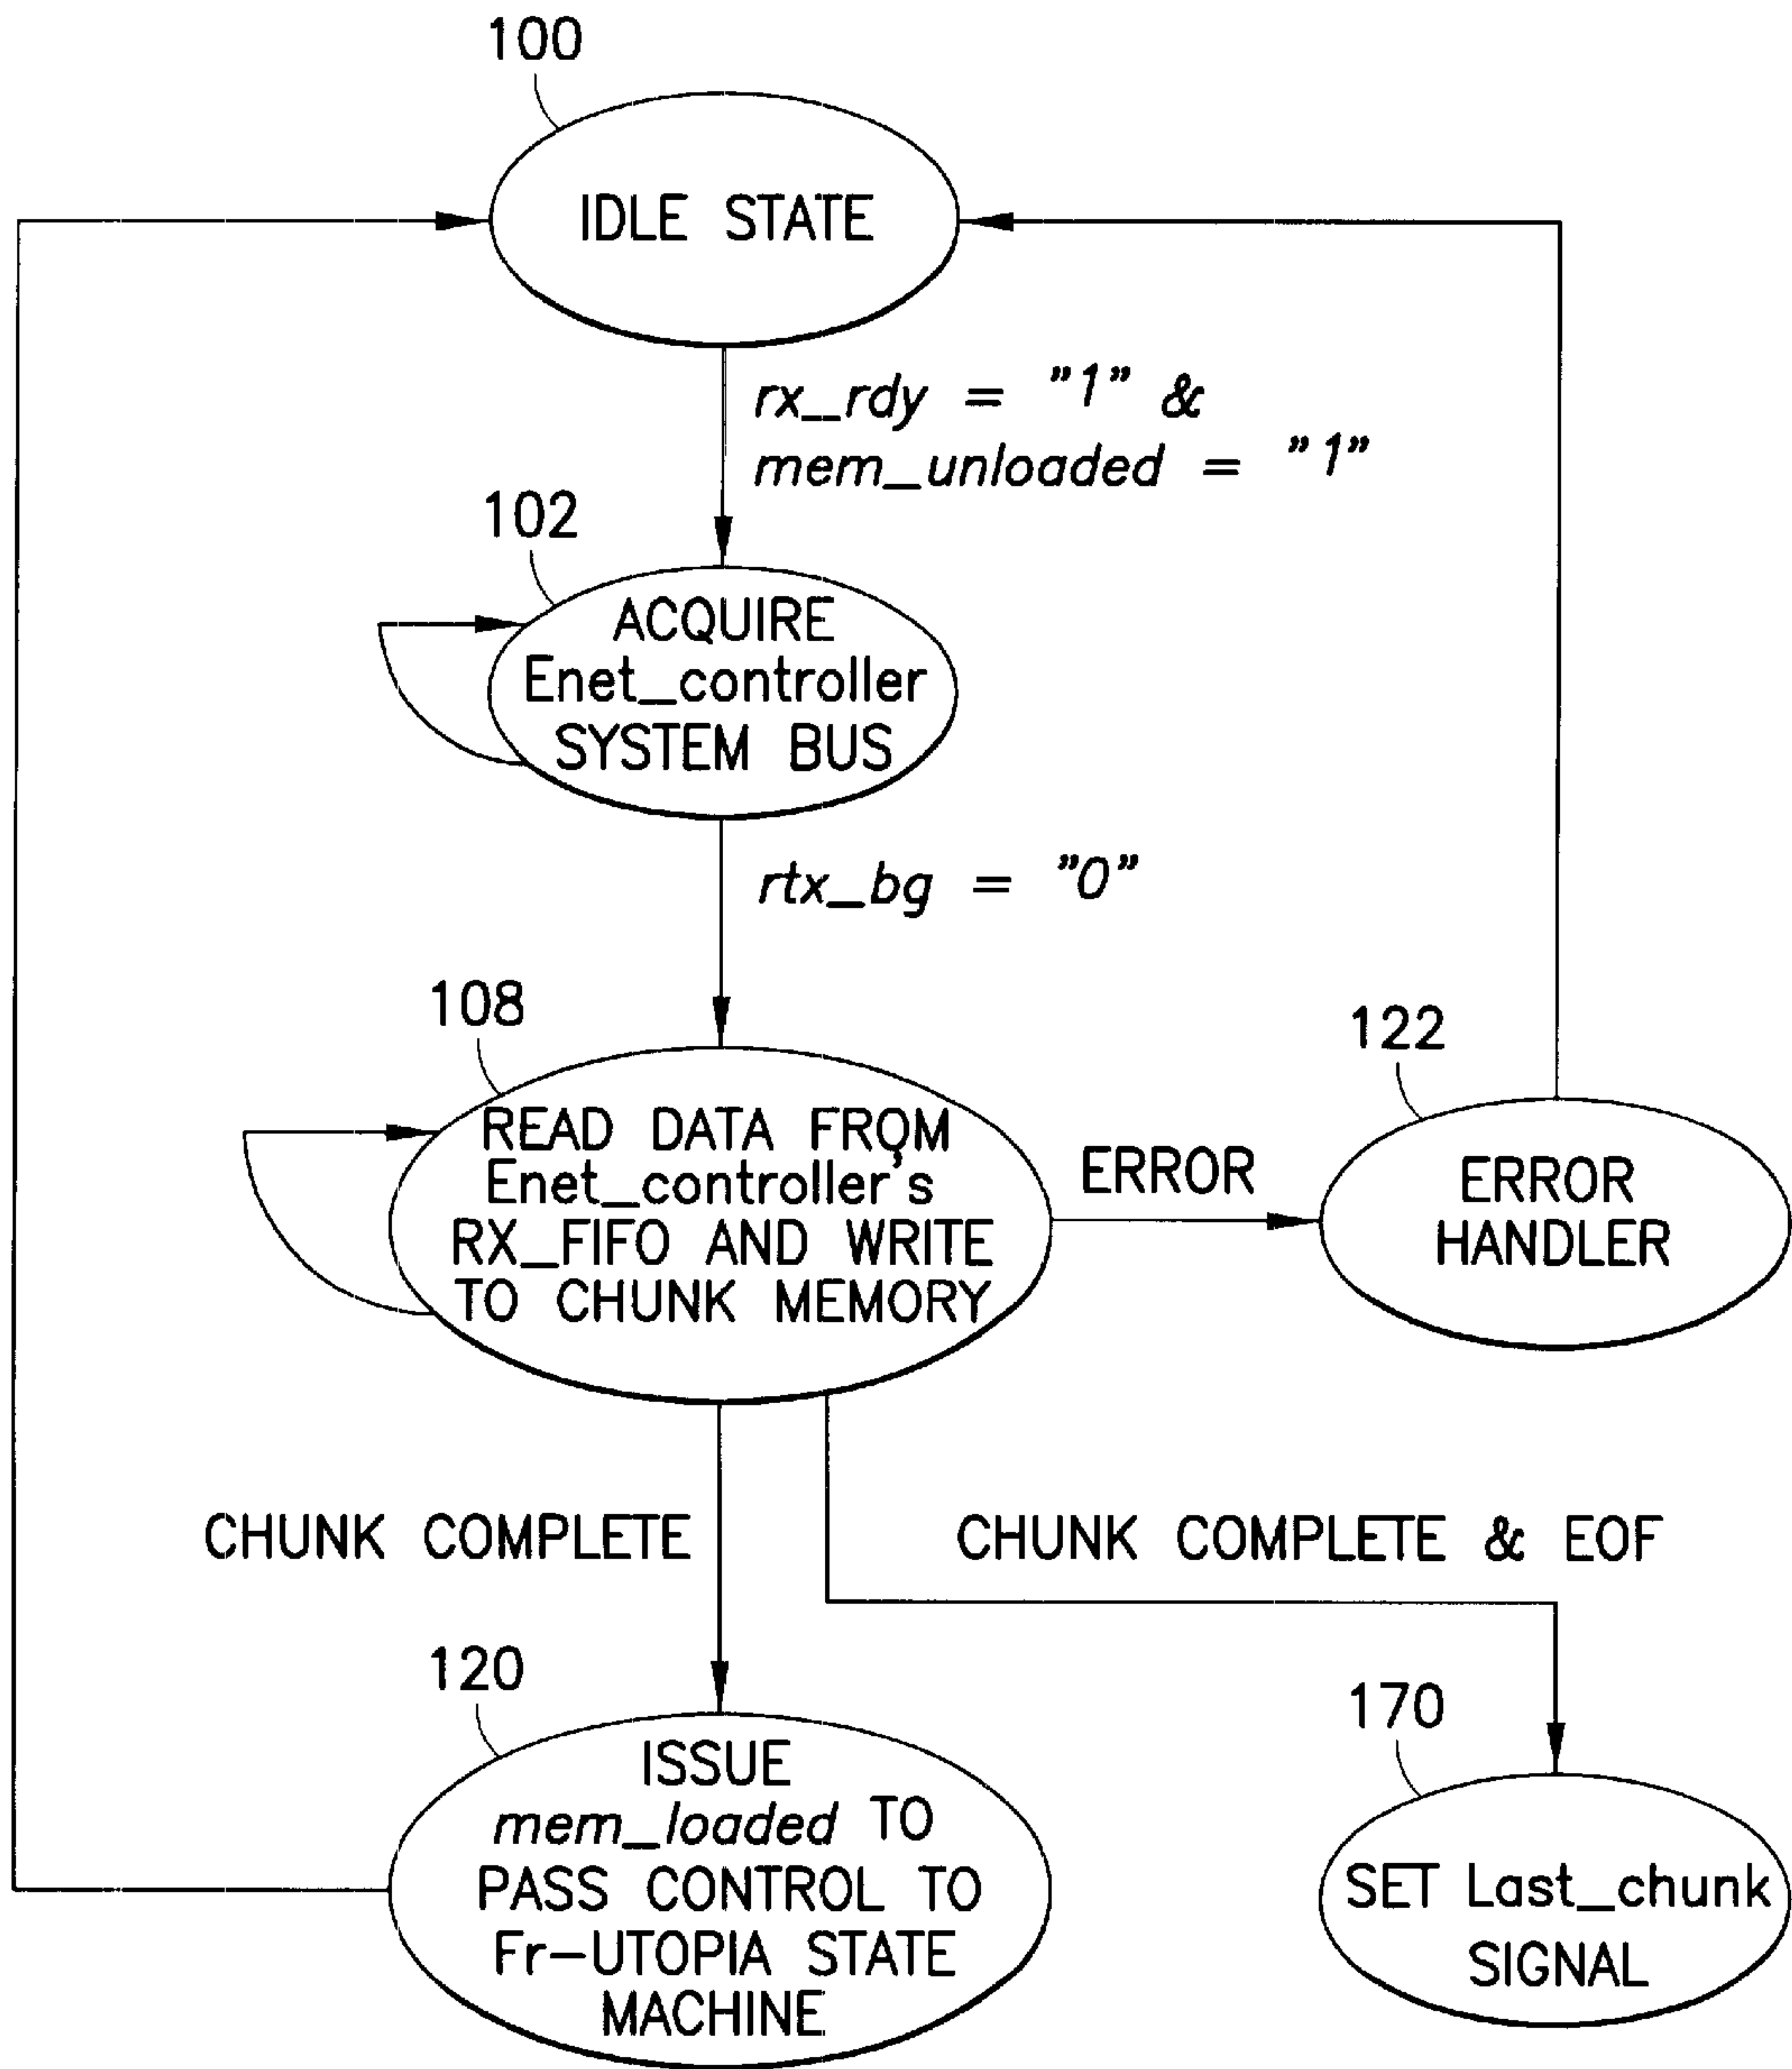 100
IDLE STATE
rx_rdy = "1" &
mem_unloaded = "1"
102
ACQUIRE
Enet_controller
SYSTEM BUS
rtx_bg = "0"
108
READ DATA FROM
Enet_controller's
RX_FIFO AND WRITE
TO CHUNK MEMORY
ERROR
122
ERROR
HANDLER
CHUNK COMPLETE
CHUNK COMPLETE & EOF
120
ISSUE
mem_loaded TO
PASS CONTROL TO
Fr-UTOPIA STATE
MACHINE
170
SET Last_chunk
SIGNAL